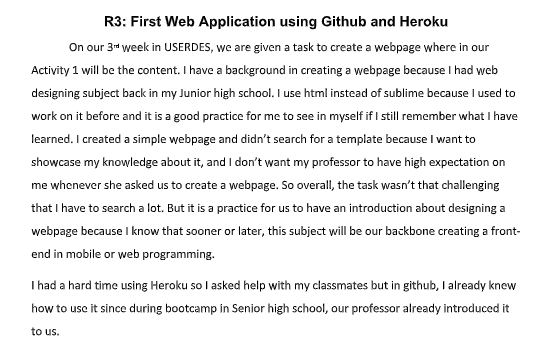 R3: First Web Application using Github and Heroku
On our 3rd week in USERDES, we are given a task to create a webpage where in our
Activity 1 will be the content. I have a background in creating a webpage because I had web
designing subject back in my Junior high school. I use html instead of sublime because I used to
work on it before and it is a good practice for me to see in myself if I still remember what I have
learned. I created a simple webpage and didn't search for a template because I want to
showcase my knowledge about it, and I don't want my professor to have high expectation on
me whenever she asked us to create a webpage. So overall, the task wasn't that challenging
that I have to search a lot. But it is a practice for us to have an introduction about designing a
webpage because I know that sooner or later, this subject will be our backbone creating a front-
end in mobile or web programming.
I had a hard time using Heroku so I asked help with my classmates but in github, I already knew
how to use it since during bootcamp in Senior high school, our professor already introduced it
to us.